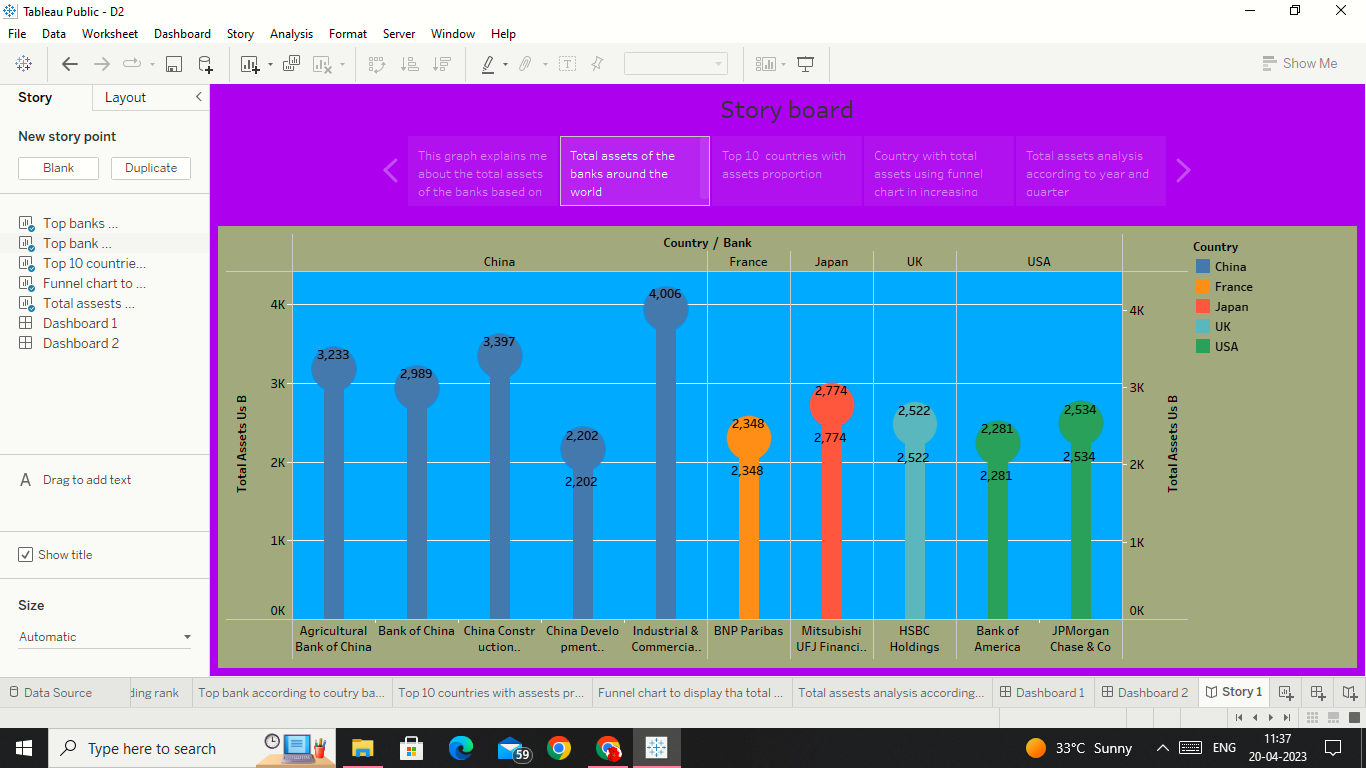 Tableau Public - D2
File Data Worksheet Dashboard Story Analysis Format Server Window Help
Show Me
Story Layout
New story point
Blank Duplicate
Top banks ...
Top bank ...
Top 10 countrie...
Funnel chart to ...
Total assests ...
Dashboard 1
Dashboard 2
A Drag to add text
Show title
Size
Automatic
Story board
This graph explains me
about the total assets
of the banks based on
Total assets of the
banks around the
world
Top 10 countries with
assets proportion
Country with total
assets using funnel
chart in increasing
Total assets analysis
according to year and
quarter
Country / Bank
China France Japan UK USA
Total Assets Us B
4K
3K
2K
1K
0K
3,233
2,989
3,397
2,202
2,202
4,006
2,348
2,348
2,774
2,774
2,522
2,522
2,281
2,281
2,534
2,534
4K
3K
2K
1K
0K
Total Assets Us B
Agricultural
Bank of China
Bank of China
China Constr
uction..
China Develo
pment..
Industrial &
Commercia..
BNP Paribas
Mitsubishi
UFJ Financi..
HSBC
Holdings
Bank of
America
JPMorgan
Chase & Co
Country
China
France
Japan
UK
USA
Data Source ding rank Top bank according to coutry ba... Top 10 countries with assests pr... Funnel chart to display tha total ... Total assests analysis according... Dashboard 1 Dashboard 2 Story 1
Type here to search
59
33°C Sunny
ENG
11:37
20-04-2023